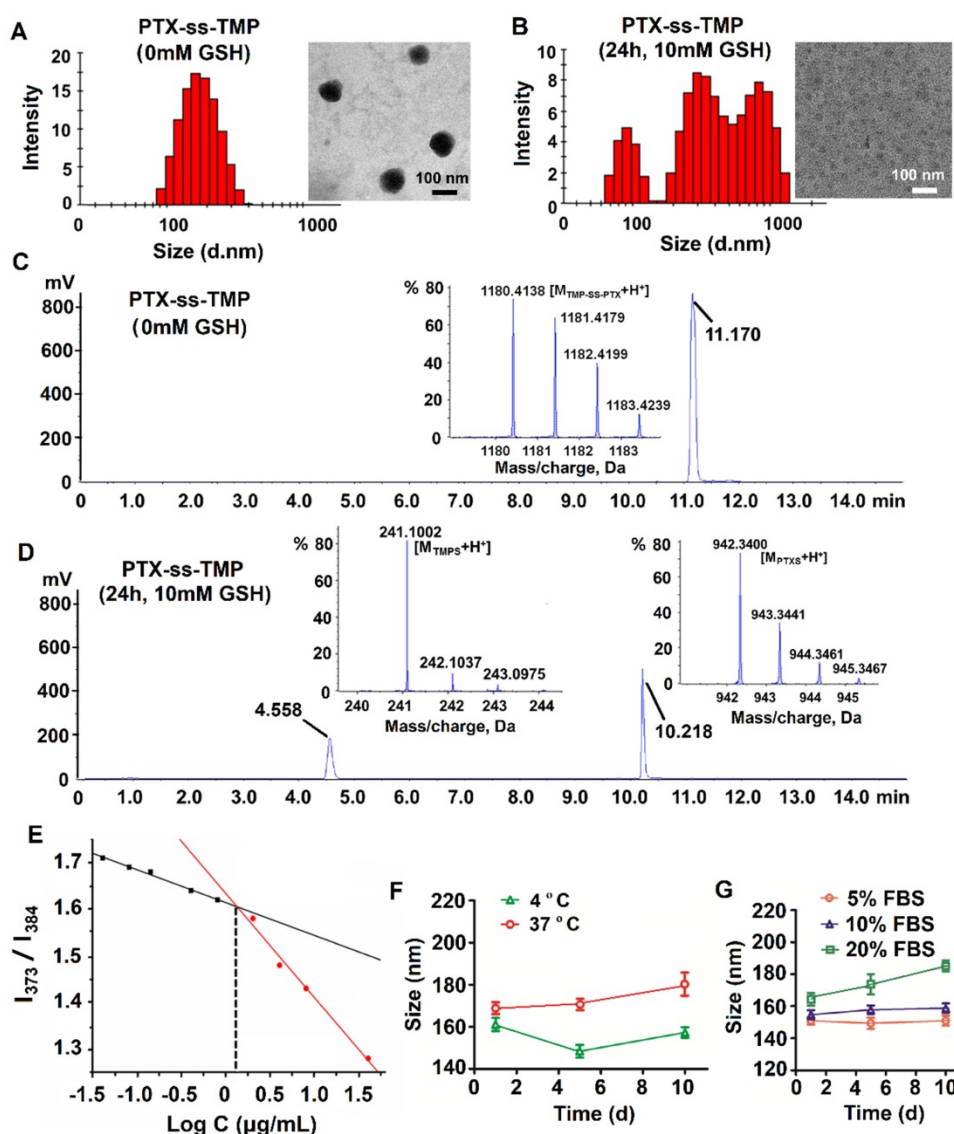 A
PTX-ss-TMP
(0mM GSH)
Intensity
20
15
10
5
0
0
100
1000
Size (d.nm)
100 nm
B
PTX-ss-TMP
(24h, 10mM GSH)
Intensity
10
8
6
4
2
0
0
100
1000
Size (d.nm)
100 nm
C
mV
PTX-ss-TMP
(0mM GSH)
800
600
400
200
0
0 1.0 2.0 3.0 4.0 5.0 6.0 7.0 8.0 9.0 10.0 11.0 12.0 13.0 14.0 min
%
80
60
40
20
0
1180.4138 [M_TMP-SS-PTX+H⁺]
1181.4179
1182.4199
1183.4239
1180 1181 1182 1183
Mass/charge, Da
11.170
D
mV
PTX-ss-TMP
(24h, 10mM GSH)
800
600
400
200
0
0 1.0 2.0 3.0 4.0 5.0 6.0 7.0 8.0 9.0 10.0 11.0 12.0 13.0 14.0 min
4.558
%
80
60
40
20
0
241.1002
[M_TMPS+H⁺]
242.1037
243.0975
240 241 242 243 244
Mass/charge, Da
10.218
%
80
60
40
20
0
[M_PTXS+H⁺]
942.3400
943.3441
944.3461
945.3467
942 943 944 945
Mass/charge, Da
E
I₃₇₃ / I₃₈₄
1.7
1.6
1.5
1.4
1.3
-1.5 -1.0 -0.5 0.0 0.5 1.0 1.5
Log C (µg/mL)
F
4 °C
37 °C
Size (nm)
220
200
180
160
140
0 2 4 6 8 10
Time (d)
G
5% FBS
10% FBS
20% FBS
Size (nm)
220
200
180
160
140
120
0 2 4 6 8 10
Time (d)